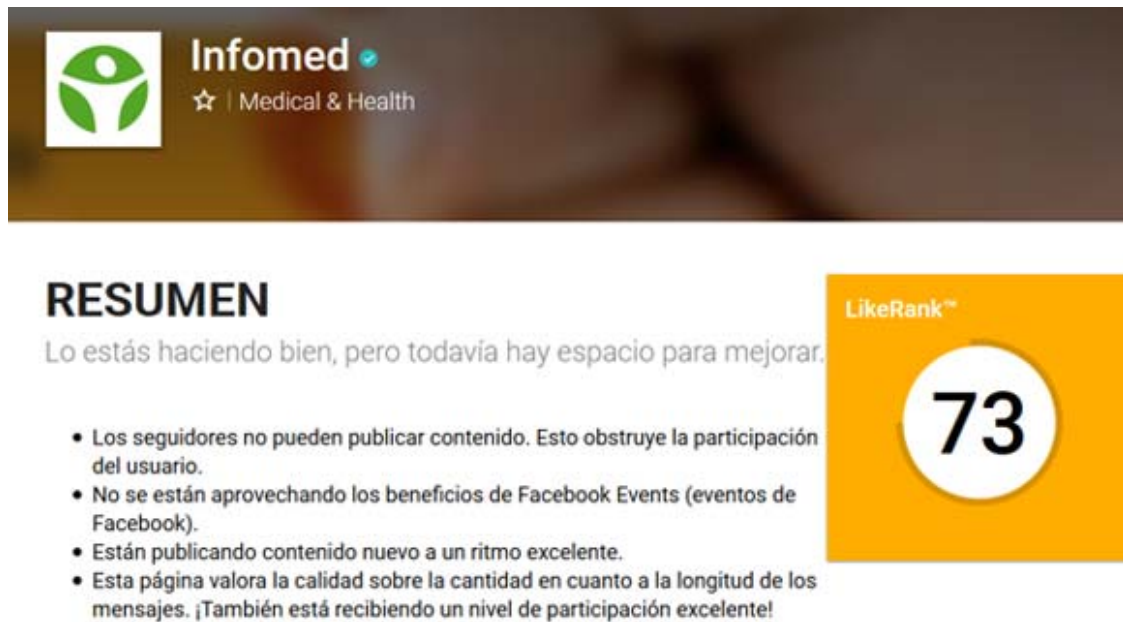 Infomed
Medical & Health
RESUMEN
Lo estás haciendo bien, pero todavía hay espacio para mejorar.
LikeRank™
73
• Los seguidores no pueden publicar contenido. Esto obstruye la participación
del usuario.
• No se están aprovechando los beneficios de Facebook Events (eventos de
Facebook).
• Están publicando contenido nuevo a un ritmo excelente.
• Esta página valora la calidad sobre la cantidad en cuanto a la longitud de los
mensajes. ¡También está recibiendo un nivel de participación excelente!